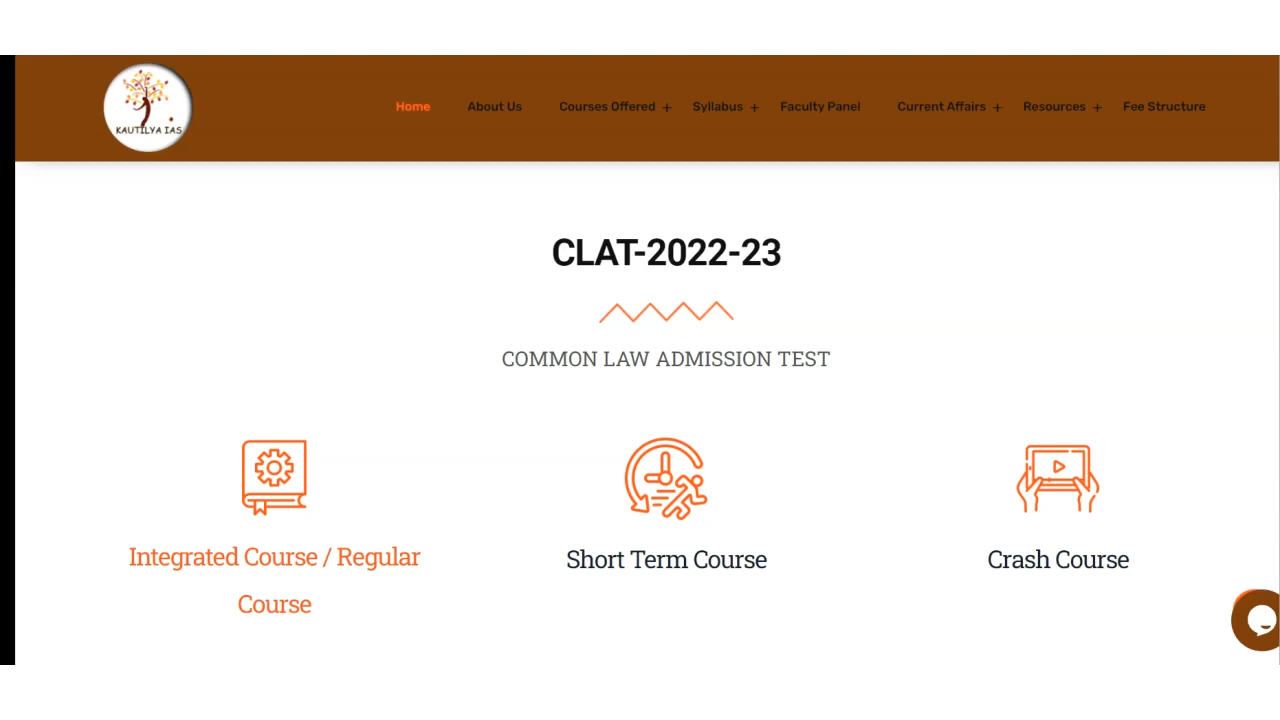 KAUTILYA IAS
Home About Us Courses Offered + Syllabus + Faculty Panel Current Affairs + Resources + Fee Structure
CLAT-2022-23
COMMON LAW ADMISSION TEST
Integrated Course / Regular
Course
Short Term Course
Crash Course